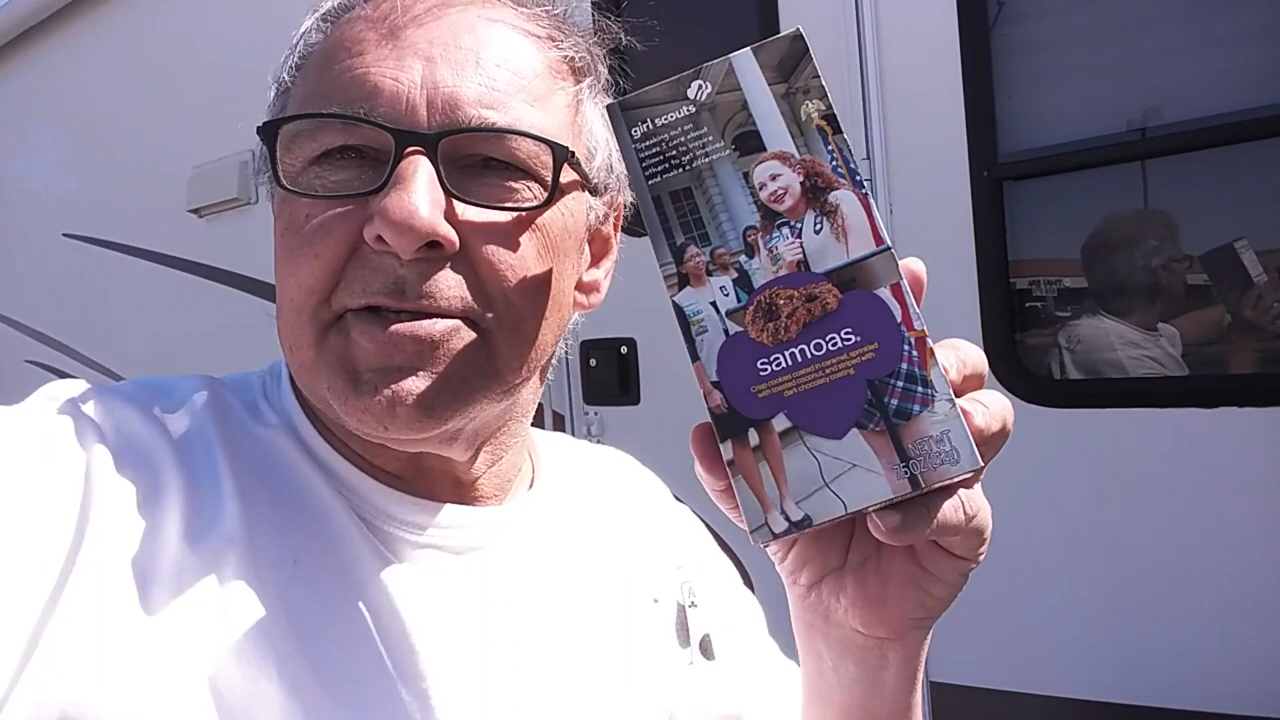 girl scouts
"Speaking out on
issues I care about
allows me to inspire
others to get involved
and make a difference."
samoas®
Crisp cookies coated in caramel, sprinkled
with toasted coconut, and striped with
dark chocolaty coating.
NET WT
7.5 OZ (212g)
A